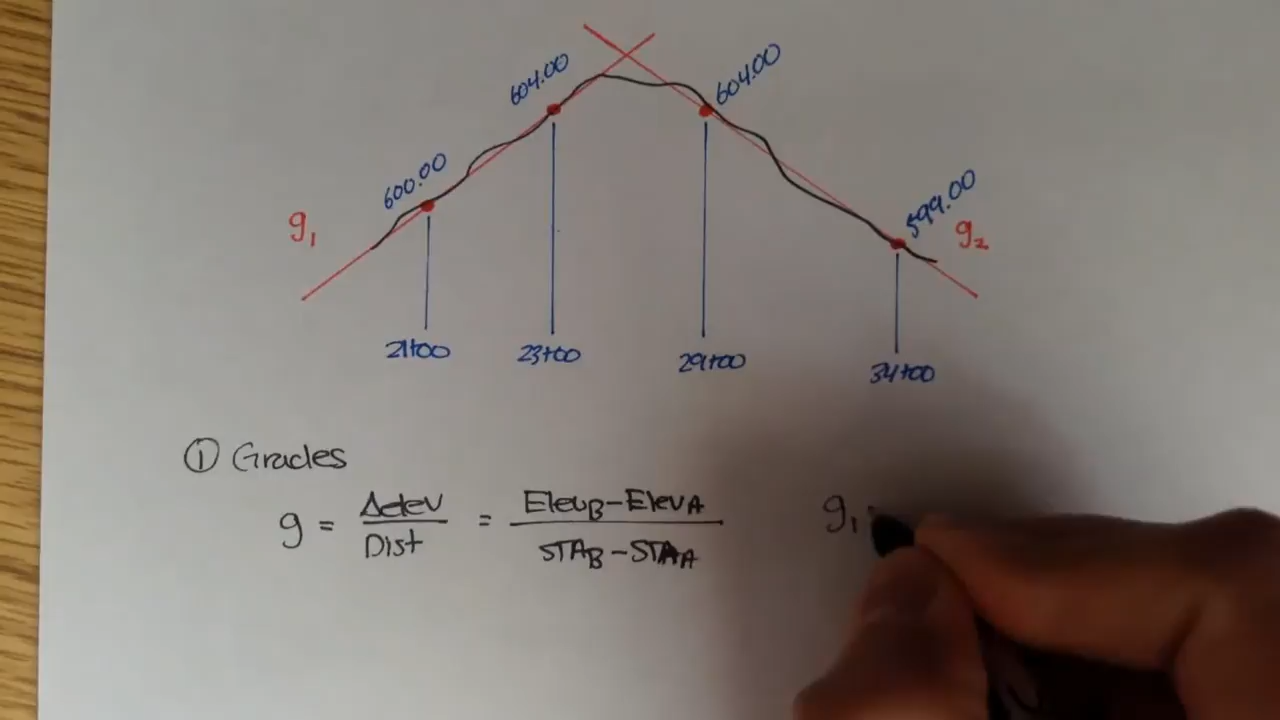 604.00 604.00
600.00 599.00
g₁ g₂
21+00 23+00 29+00 34+00
① Grades
g = Δelev / Dist = ElevB - ElevA / STAB - STAA g₁